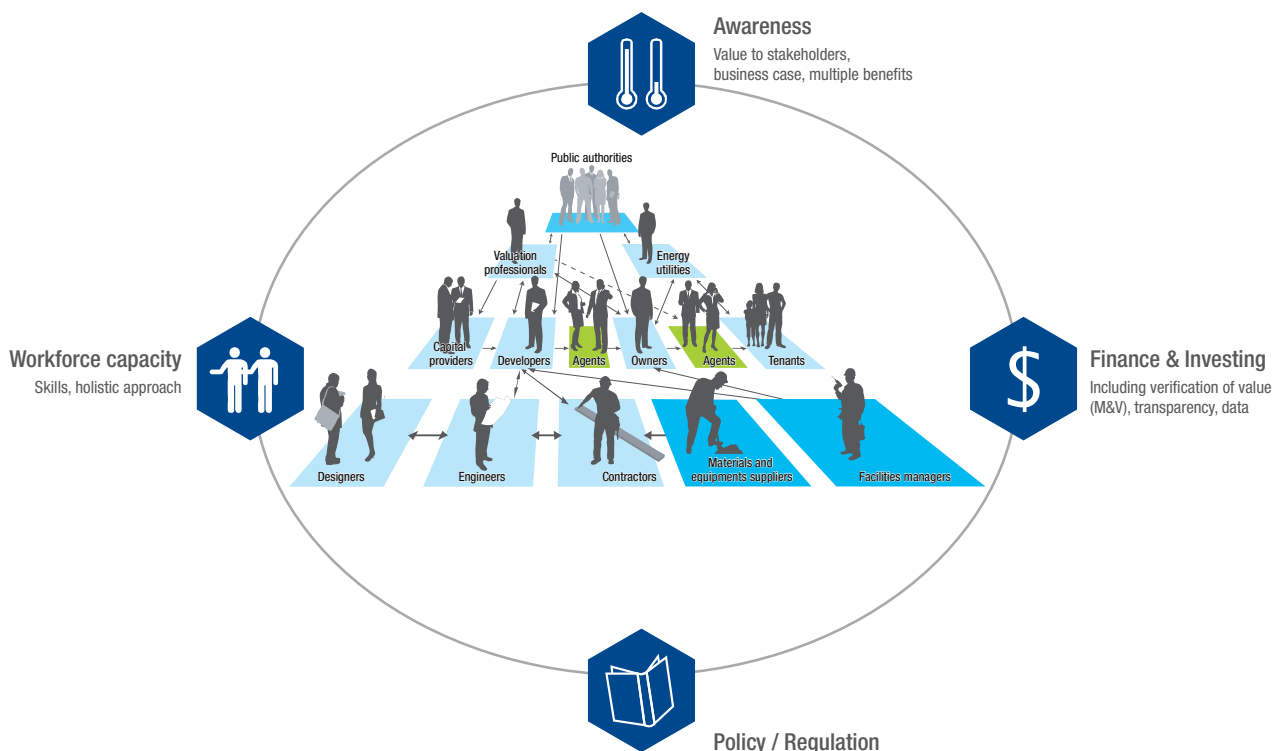 Awareness
Value to stakeholders,
business case, multiple benefits
Public authorities
Valuation
professionals
Energy
utilities
Capital
providers
Developers
Agents
Owners
Agents
Tenants
Workforce capacity
Skills, holistic approach
$
Finance & Investing
Including verification of value
(M&V), transparency, data
Designers
Engineers
Contractors
Materials and
equipments suppliers
Facilities managers
Policy / Regulation